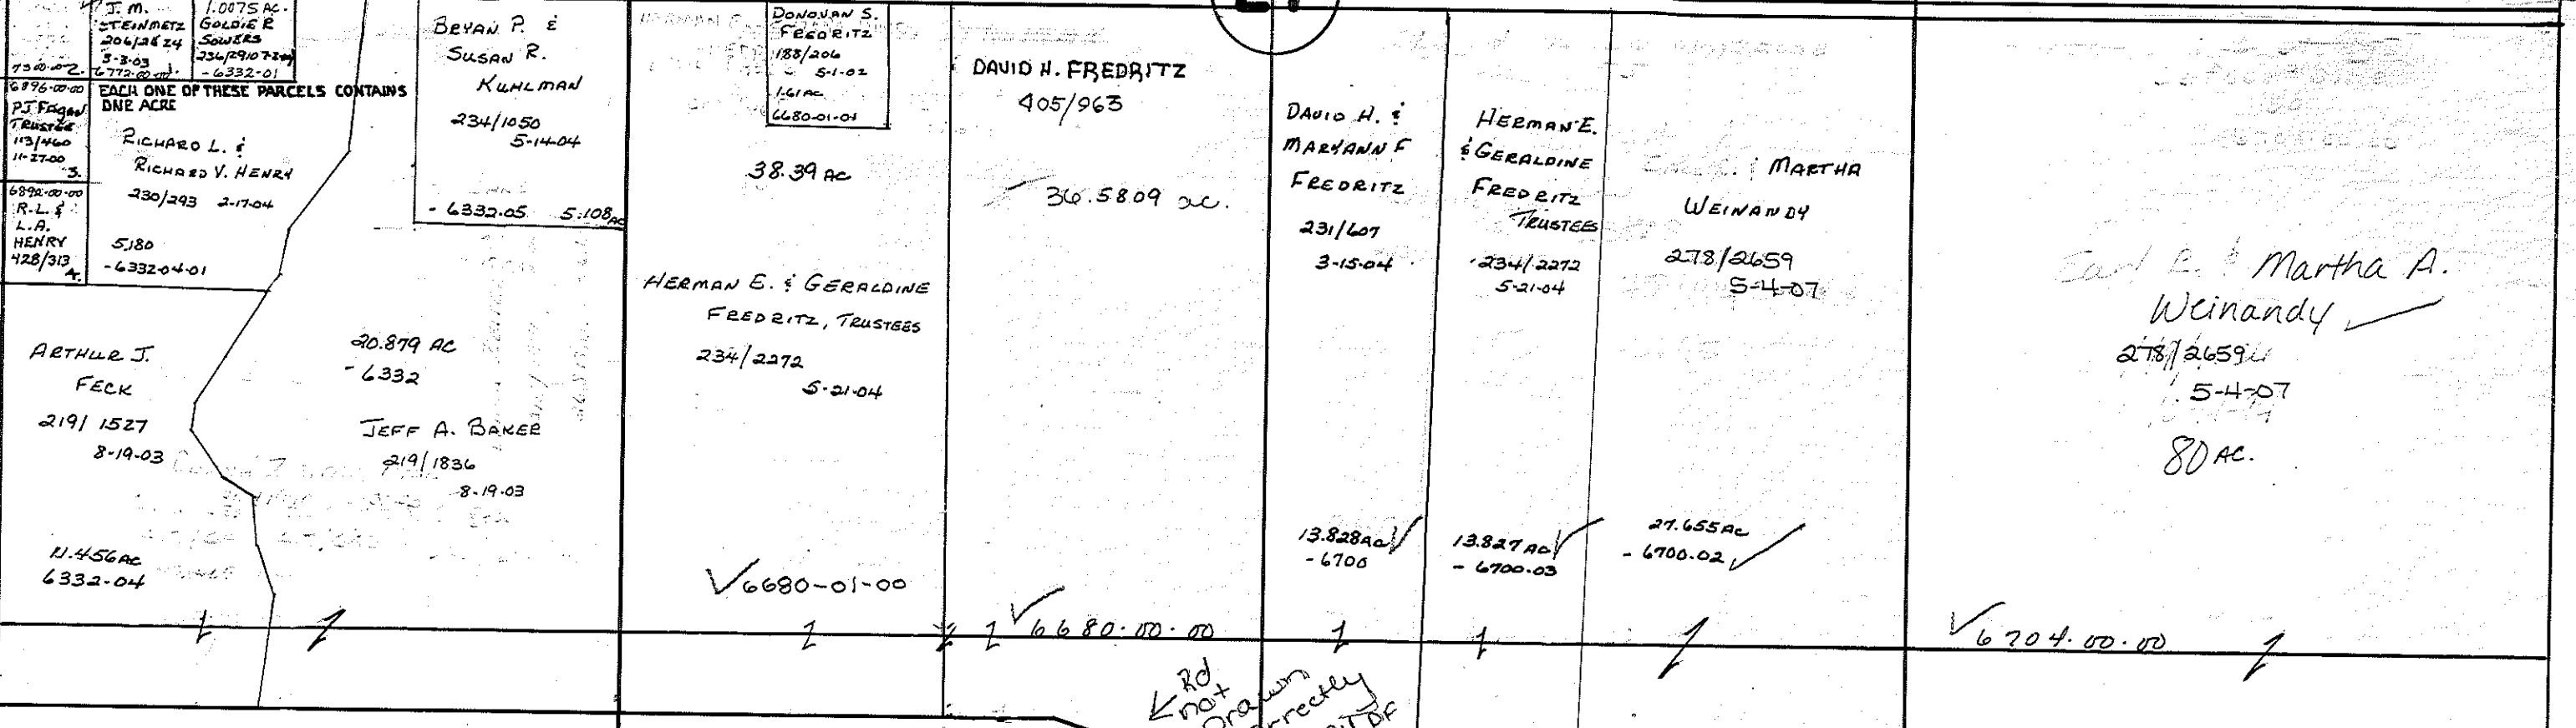 J. M.
STEINMETZ
206/2824
3-3-03
6772-00-00
1.0075 AC.
GOLDIE R
SOWERS
- 6332-01
EACH ONE OF THESE PARCELS CONTAINS
ONE ACRE
6896-00-00
PJ Fagan
TRUSTEE
113/460
11-27-00
3.
6892-00-00
R.L. &
L.A.
HENRY
428/313
4.
RICHARD L. &
RICHARD V. HENRY
230/293 2-17-04
5.180
- 6332-04-01
ARTHUR J.
FECK
219/1527
8-19-03
11.456 AC
6332-04
BRYAN P. &
SUSAN R.
KUHLMAN
234/1050
5-14-04
- 6332.05 5.108 AC
20.879 AC
- 6332
JEFF A. BAKER
219/1836
8-19-03
DONOVAN S.
FREDRITZ
188/206
5-1-02
1.61 AC
6680-01-01
38.39 AC
HERMAN E. & GERALDINE
FREDRITZ, TRUSTEES
234/2272
5-21-04
✓6680-01-00
DAVID H. FREDRITZ
405/963
36.5809 ac.
✓6680.00.00
DAVID H. &
MARYANN F
FREDRITZ
231/607
3-15-04
13.828 AC ✓
- 6700
HERMAN E.
& GERALDINE
FREDRITZ
TRUSTEES
234/2272
5-21-04
13.827 AC ✓
- 6700.03
& MARTHA
WEINANDY
278/2659
5-4-07
27.655 AC
- 6700.02 ✓
Earl E. & Martha A.
Weinandy ✓
278/2659
5-4-07
80 AC.
✓6704.00.00
1 1 1 1 1 1 1 1
Rd
not
Drawn